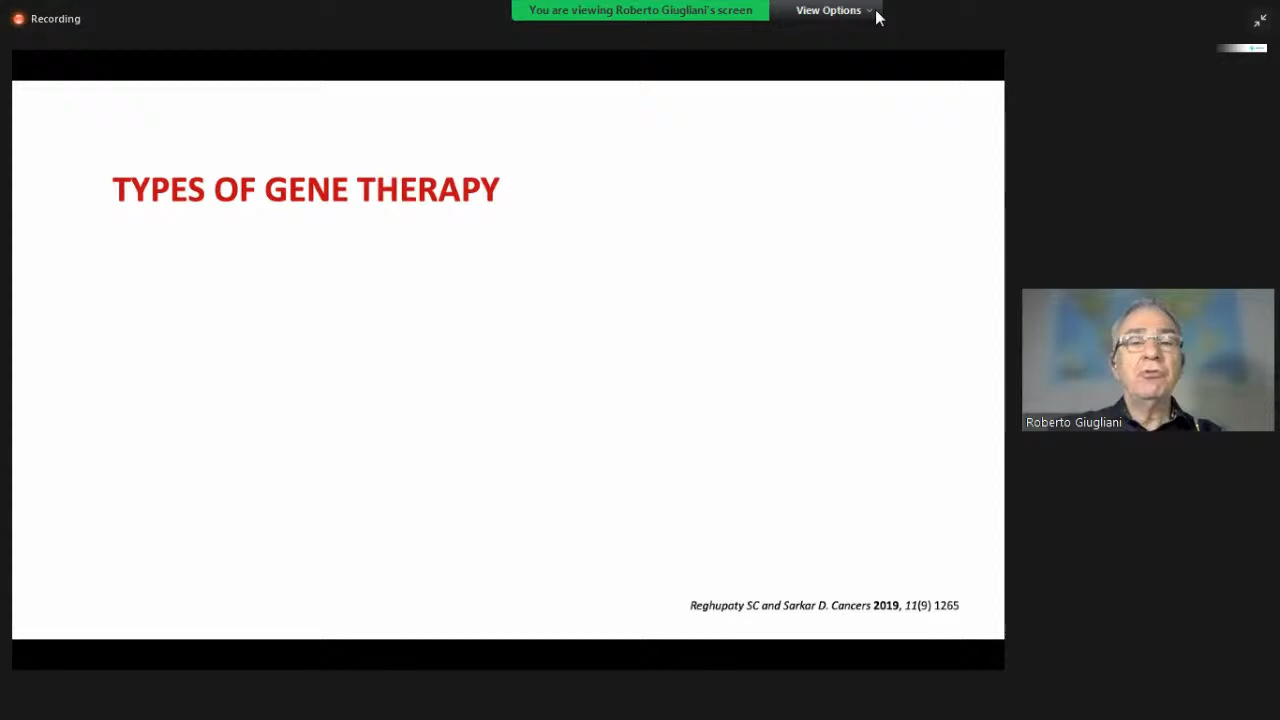 Recording
You are viewing Roberto Giugliani's screen
View Options
TYPES OF GENE THERAPY
Roberto Giugliani
Reghupaty SC and Sarkar D. Cancers 2019, 11(9) 1265